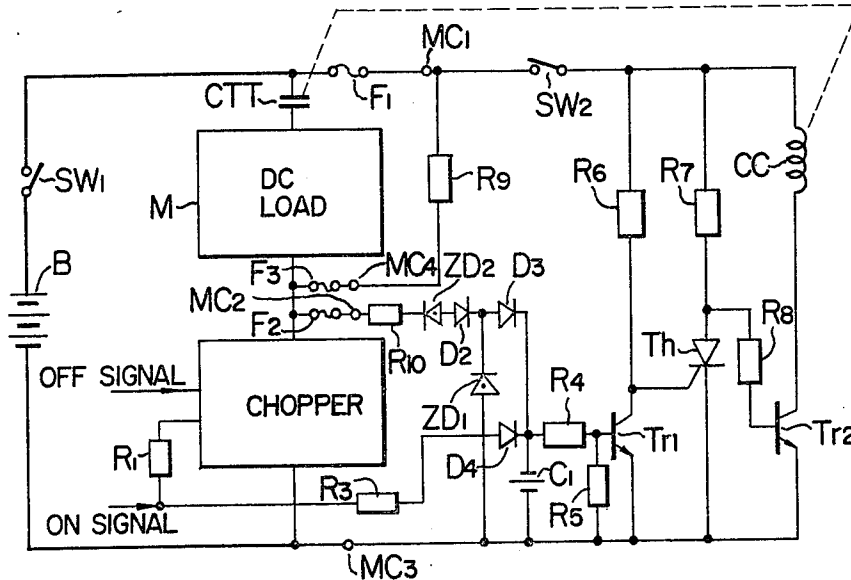 MC1
CTT
F1
SW2
SW1
M
DC
LOAD
R9
R6
R7
CC
B
F3
MC4
ZD2
D3
MC2
F2
R10
D2
Th
R8
OFF SIGNAL
CHOPPER
ZD1
R4
Tr1
Tr2
R1
D4
C1
R3
R5
ON SIGNAL
MC3